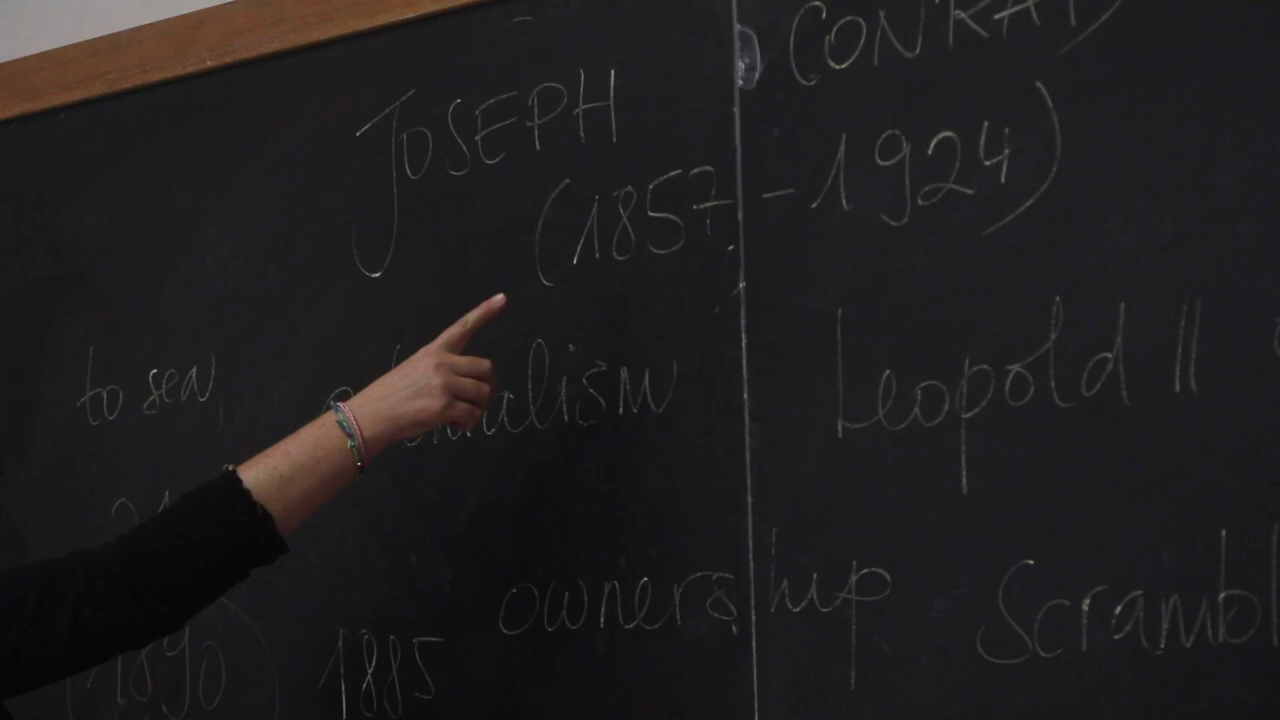 JOSEPH CONRAD
(1857-1924)
to sea,
Leopold II
ownership Scrambl
(1890) 1885